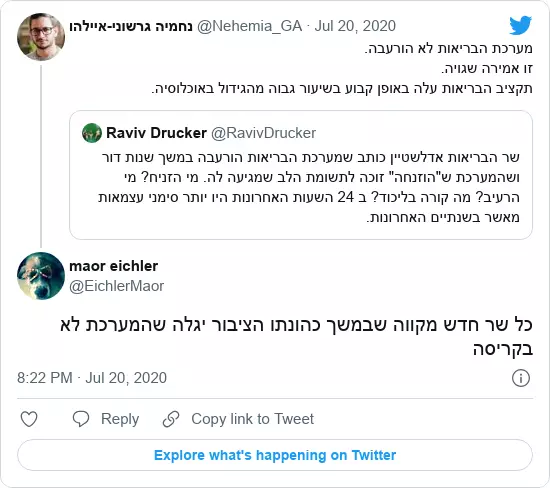 נחמיה גרשוני-איילהו @Nehemia_GA · Jul 20, 2020
מערכת הבריאות לא הורעבה.
זו אמירה שגויה.
תקציב הבריאות עלה באופן קבוע בשיעור גבוה מהגידול באוכלוסיה.
Raviv Drucker @RavivDrucker
שר הבריאות אדלשטיין כותב שמערכת הבריאות הורעבה במשך שנות דור
ושהמערכת ש"הוזנחה" זוכה לתשומת הלב שמגיעה לה. מי הזניח? מי
הרעיב? מה קורה בליכוד? ב 24 השעות האחרונות היו יותר סימני עצמאות
מאשר בשנתיים האחרונות.
maor eichler
@EichlerMaor
כל שר חדש מקווה שבמשך כהונתו הציבור יגלה שהמערכת לא
בקריסה
8:22 PM · Jul 20, 2020
Reply Copy link to Tweet
Explore what's happening on Twitter